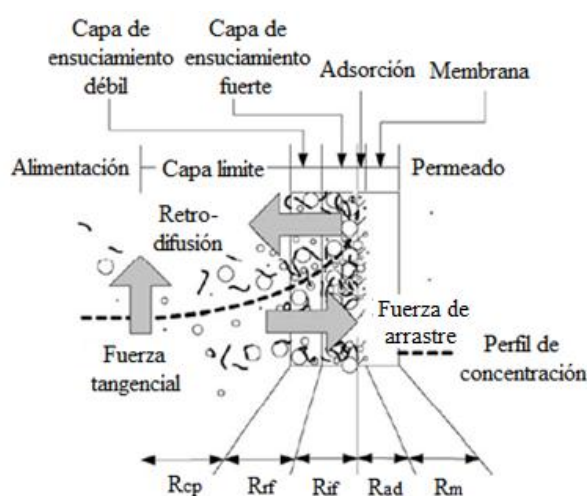 Capa de
ensuciamiento
débil
Capa de
ensuciamiento
fuerte
Adsorción
Membrana
Alimentación
Capa limite
Permeado
Retro-
difusión
Fuerza de
arrastre
Fuerza
tangencial
Perfil de
concentración
Rcp
Rrf
Rif
Rad
Rm